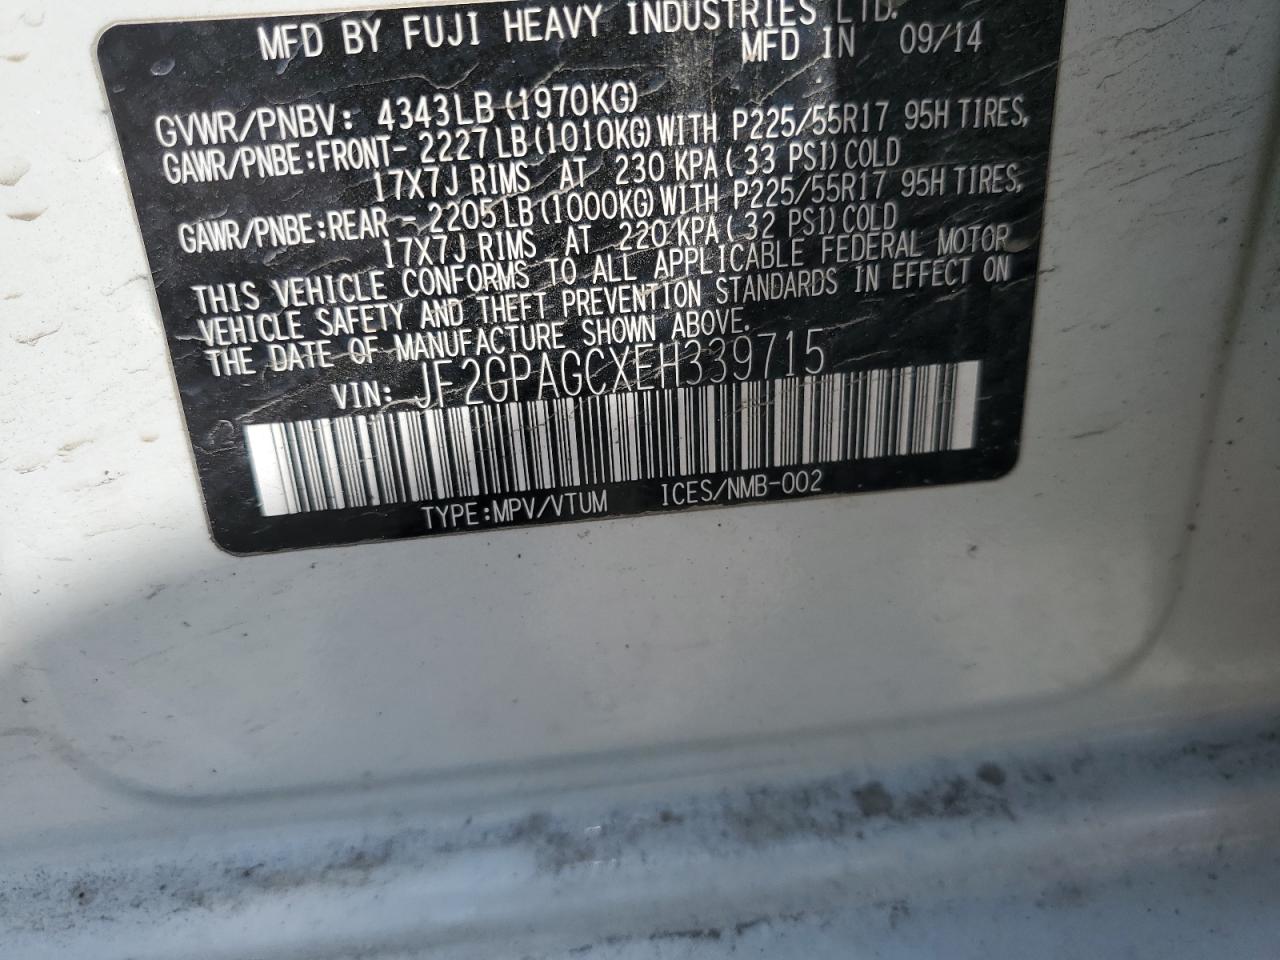 MFD BY FUJI HEAVY INDUSTRIES LTD.
MFD IN 09/14
GVWR/PNBV: 4343LB(1970KG)
GAWR/PNBE:FRONT- 2227LB(1010KG)WITH P225/55R17 95H TIRES,
17X7J RIMS AT 230 KPA(33 PSI)COLD
GAWR/PNBE:REAR - 2205LB(1000KG)WITH P225/55R17 95H TIRES,
17X7J RIMS AT 220KPA(32 PSI)COLD
THIS VEHICLE CONFORMS TO ALL APPLICABLE FEDERAL MOTOR
VEHICLE SAFETY AND THEFT PREVENTION STANDARDS IN EFFECT ON
THE DATE OF MANUFACTURE SHOWN ABOVE.
VIN: JF2GPAGCXEH339715
TYPE:MPV/VTUM ICES/NMB-002